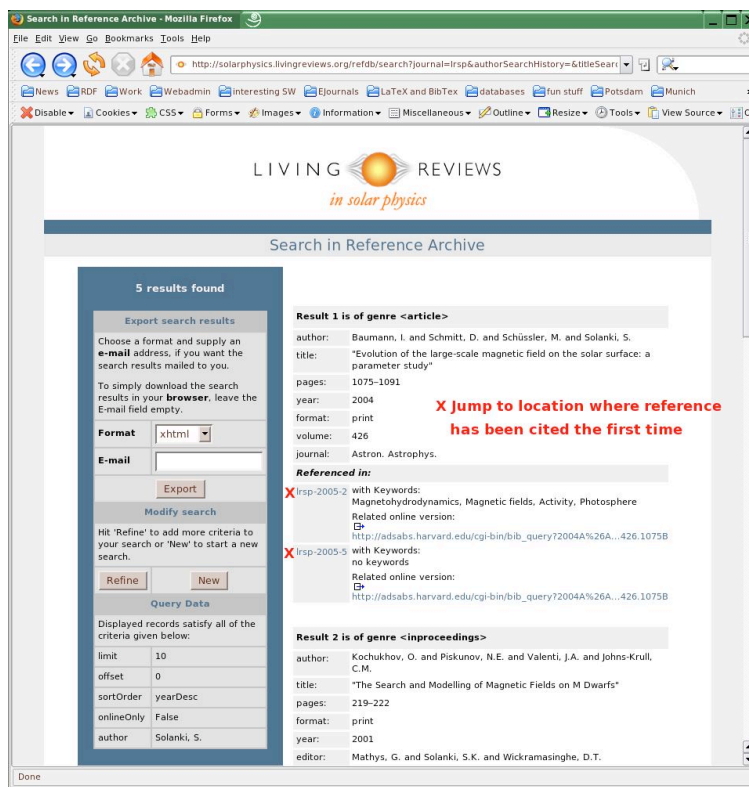 Search in Reference Archive - Mozilla Firefox
File Edit View Go Bookmarks Tools Help
http://solarphysics.livingreviews.org/refdb/search?journal=lrsp&authorSearchHistory=&titleSear
News RDF Work Webadmin interesting SW EJournals LaTeX and BibTex databases fun stuff Potsdam Munich
Disable Cookies CSS Forms Images Information Miscellaneous Outline Resize Tools View Source
LIVING REVIEWS
in solar physics
Search in Reference Archive
5 results found
Export search results
Choose a format and supply an
e-mail address, if you want the
search results mailed to you.
To simply download the search
results in your browser, leave the
E-mail field empty.
Format xhtml
E-mail
Export
Modify search
Hit 'Refine' to add more criteria to
your search or 'New' to start a new
search.
Refine New
Query Data
Displayed records satisfy all of the
criteria given below:
limit 10
offset 0
sortOrder yearDesc
onlineOnly False
author Solanki, S.
Result 1 is of genre <article>
author: Baumann, I. and Schmitt, D. and Schüssler, M. and Solanki, S.
title: "Evolution of the large-scale magnetic field on the solar surface: a
parameter study"
pages: 1075–1091
year: 2004
format: print
volume: 426
journal: Astron. Astrophys.
X Jump to location where reference
has been cited the first time
Referenced in:
X lrsp-2005-2 with Keywords:
Magnetohydrodynamics, Magnetic fields, Activity, Photosphere
Related online version:
http://adsabs.harvard.edu/cgi-bin/bib_query?2004A%26A...426.1075B
X lrsp-2005-5 with Keywords:
no keywords
Related online version:
http://adsabs.harvard.edu/cgi-bin/bib_query?2004A%26A...426.1075B
Result 2 is of genre <inproceedings>
author: Kochukhov, O. and Piskunov, N.E. and Valenti, J.A. and Johns-Krull,
C.M.
title: "The Search and Modelling of Magnetic Fields on M Dwarfs"
pages: 219–222
format: print
year: 2001
editor: Mathys, G. and Solanki, S.K. and Wickramasinghe, D.T.
Done